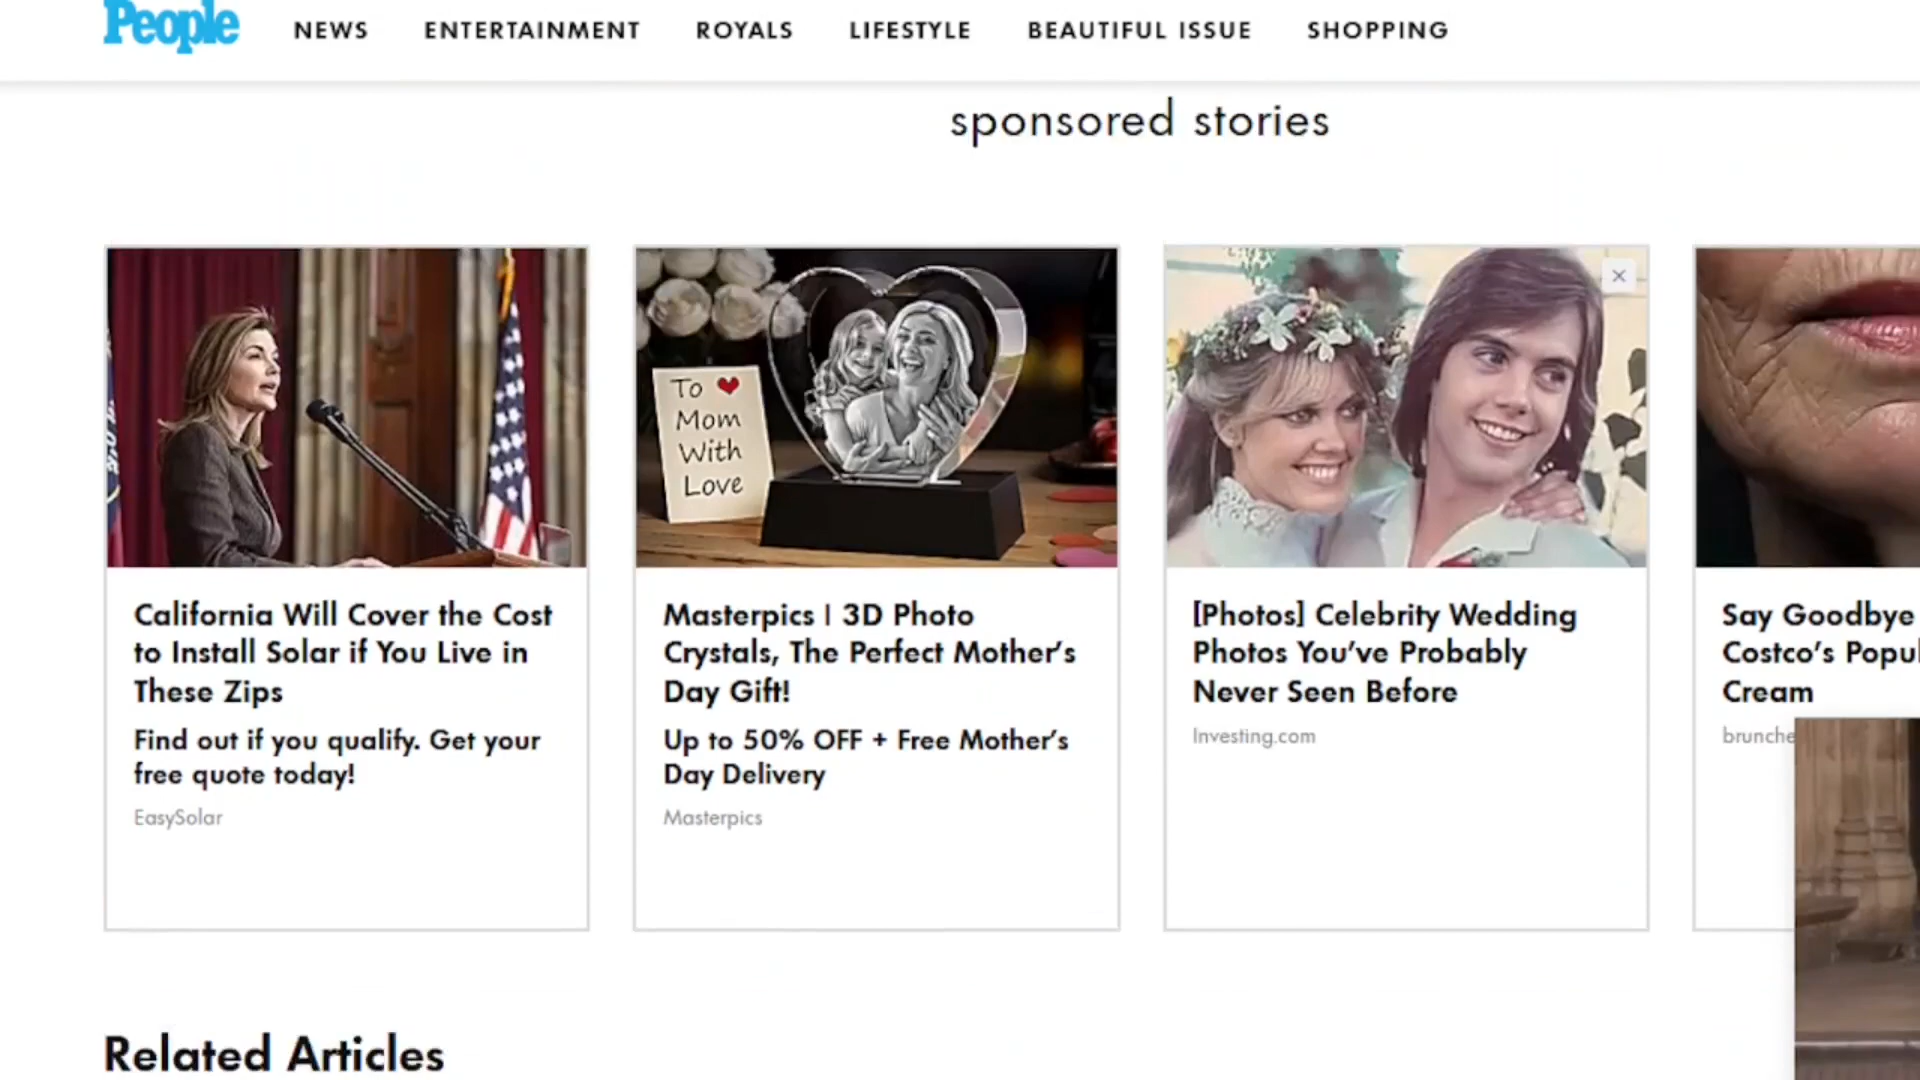 People
NEWS
ENTERTAINMENT
ROYALS
LIFESTYLE
BEAUTIFUL ISSUE
SHOPPING
sponsored stories
To ❤
Mom
With
Love
California Will Cover the Cost
to Install Solar if You Live in
These Zips
Find out if you qualify. Get your
free quote today!
EasySolar
Masterpics | 3D Photo
Crystals, The Perfect Mother's
Day Gift!
Up to 50% OFF + Free Mother's
Day Delivery
Masterpics
[Photos] Celebrity Wedding
Photos You've Probably
Never Seen Before
Investing.com
Say Goodbye
Costco's Popul
Cream
brunche
Related Articles